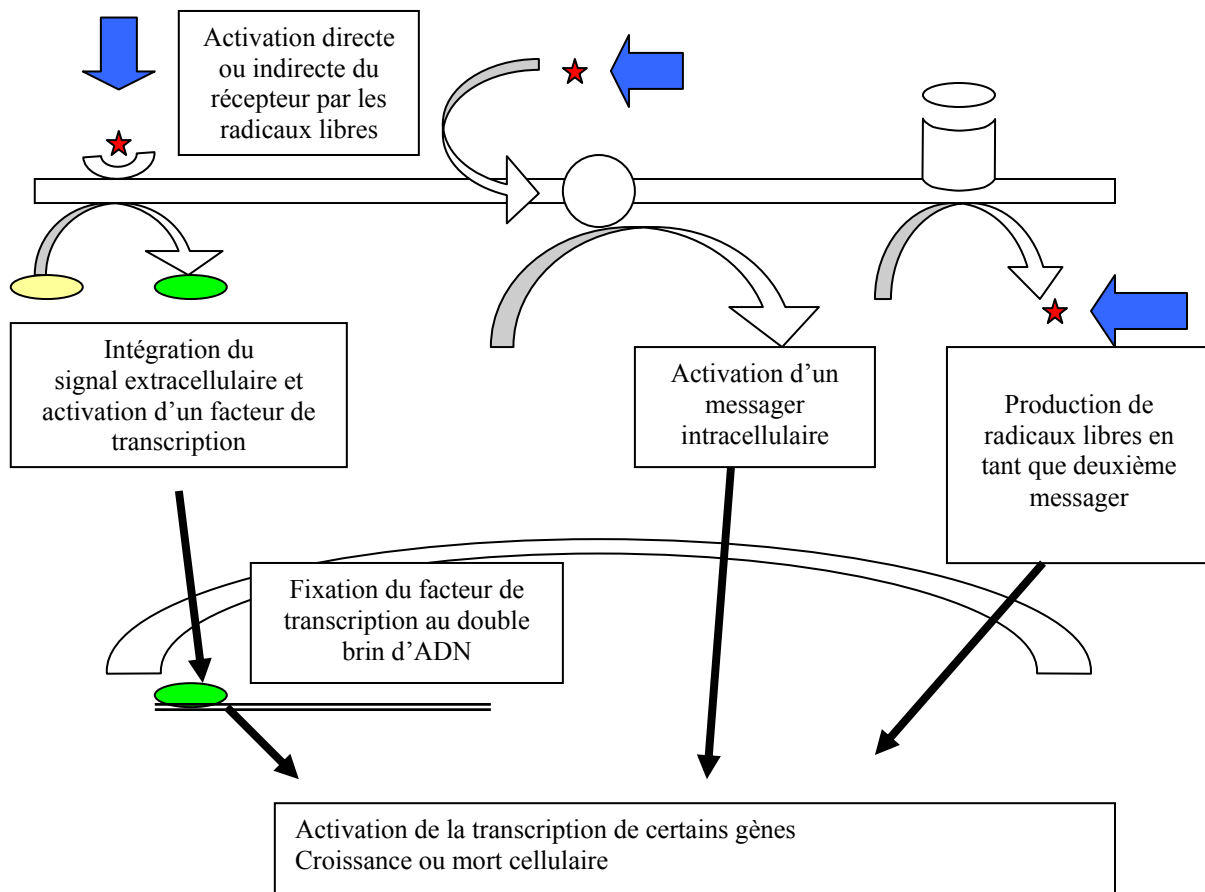 Activation directe
ou indirecte du
récepteur par les
radicaux libres
Intégration du
signal extracellulaire et
activation d’un facteur de
transcription
Activation d’un
messager
intracellulaire
Production de
radicaux libres en
tant que deuxième
messager
Fixation du facteur de
transcription au double
brin d’ADN
Activation de la transcription de certains gènes
Croissance ou mort cellulaire